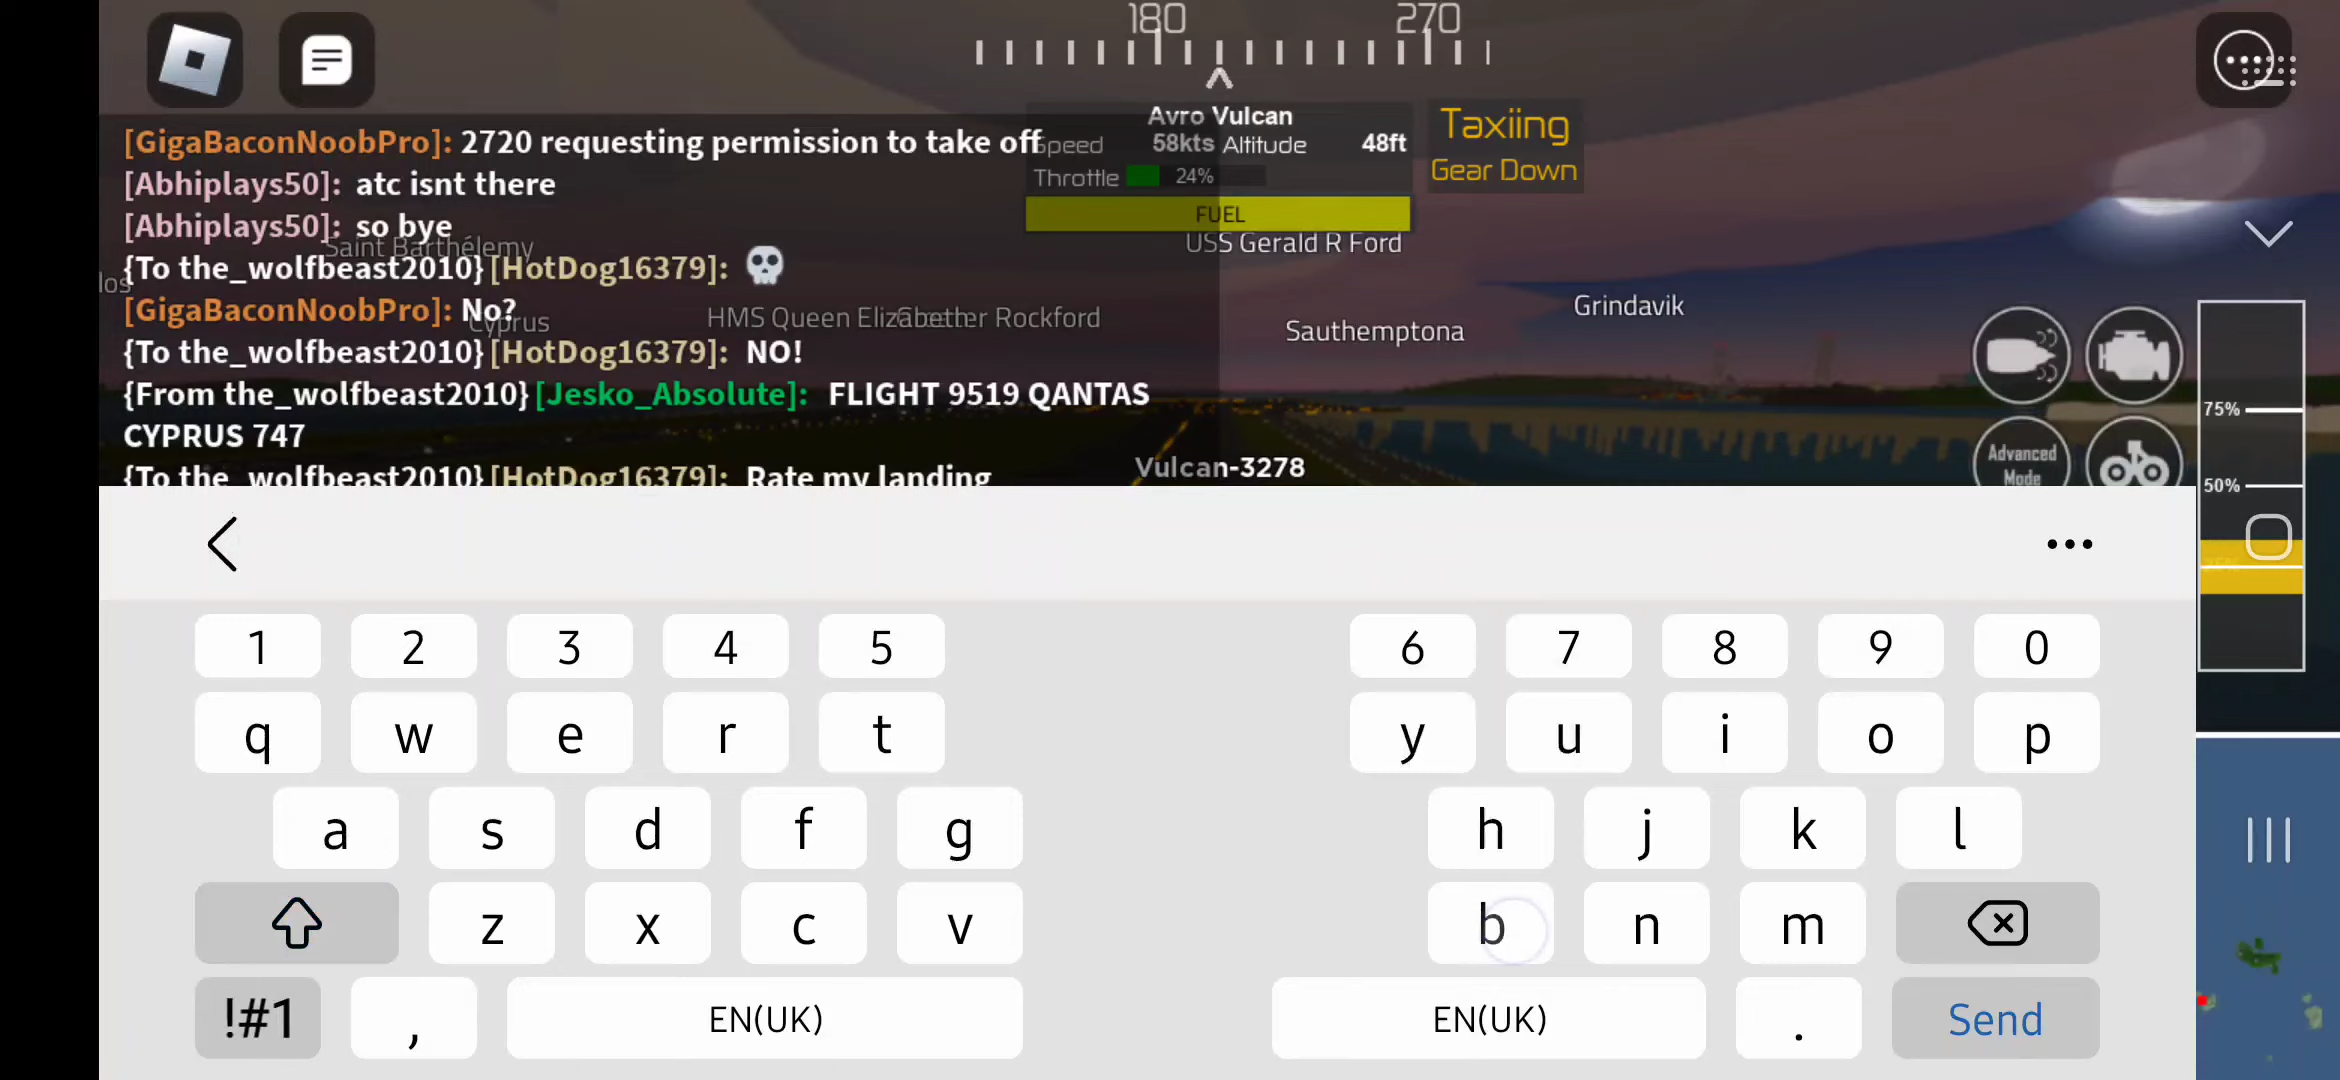 180 270
Avro Vulcan
Speed 58kts Altitude 48ft
Throttle 24%
FUEL
Taxiing
Gear Down
[GigaBaconNoobPro]: 2720 requesting permission to take off
[Abhiplays50]: atc isnt there
[Abhiplays50]: so bye
{To the_wolfbeast2010}[HotDog16379]: 💀
[GigaBaconNoobPro]: No?
{To the_wolfbeast2010}[HotDog16379]: NO!
{From the_wolfbeast2010}[Jesko_Absolute]: FLIGHT 9519 QANTAS
CYPRUS 747
{To the_wolfbeast2010}[HotDog16379]: Rate my landing
Saint Barthélemy
Cyprus
HMS Queen Elizabeth
Rockford
USS Gerald R Ford
Sauthemptona
Grindavik
Vulcan-3278
Advanced
Mode
75%
50%
1 2 3 4 5 6 7 8 9 0
q w e r t y u i o p
a s d f g h j k l
z x c v b n m
!#1 , EN(UK) EN(UK) . Send